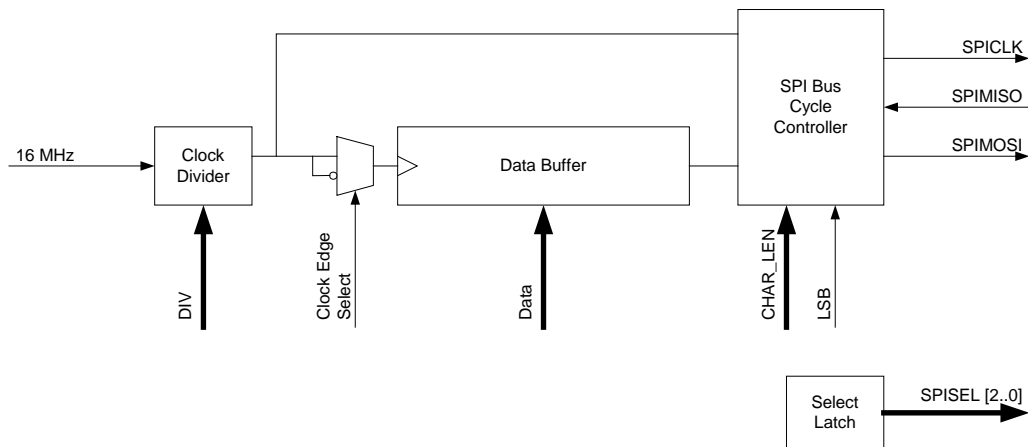 SPICLK
SPI Bus
Cycle
Controller
SPIMISO
SPIMOSI
16 MHz
Clock
Divider
Data Buffer
DIV
Clock Edge
Select
Data
CHAR_LEN
LSB
Select
Latch
SPISEL [2..0]